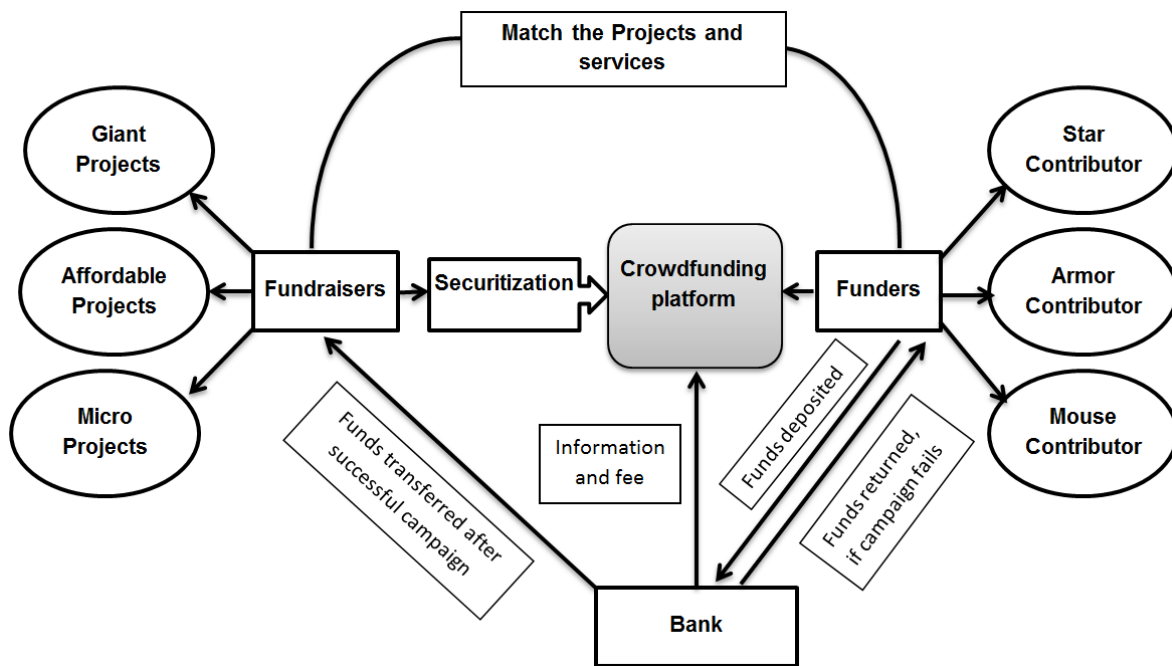 Match the Projects and
services
Giant
Projects
Star
Contributor
Affordable
Projects
Fundraisers
Securitization
Crowdfunding
platform
Funders
Armor
Contributor
Micro
Projects
Mouse
Contributor
Funds transferred after
successful campaign
Information
and fee
Funds deposited
Funds returned,
if campaign fails
Bank